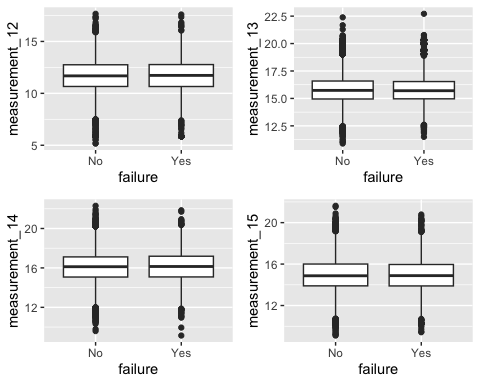 measurement_12
15
10
5
No
Yes
failure
measurement_13
22.5
20.0
17.5
15.0
12.5
No
Yes
failure
measurement_14
20
16
12
No
Yes
failure
measurement_15
20
16
12
No
Yes
failure